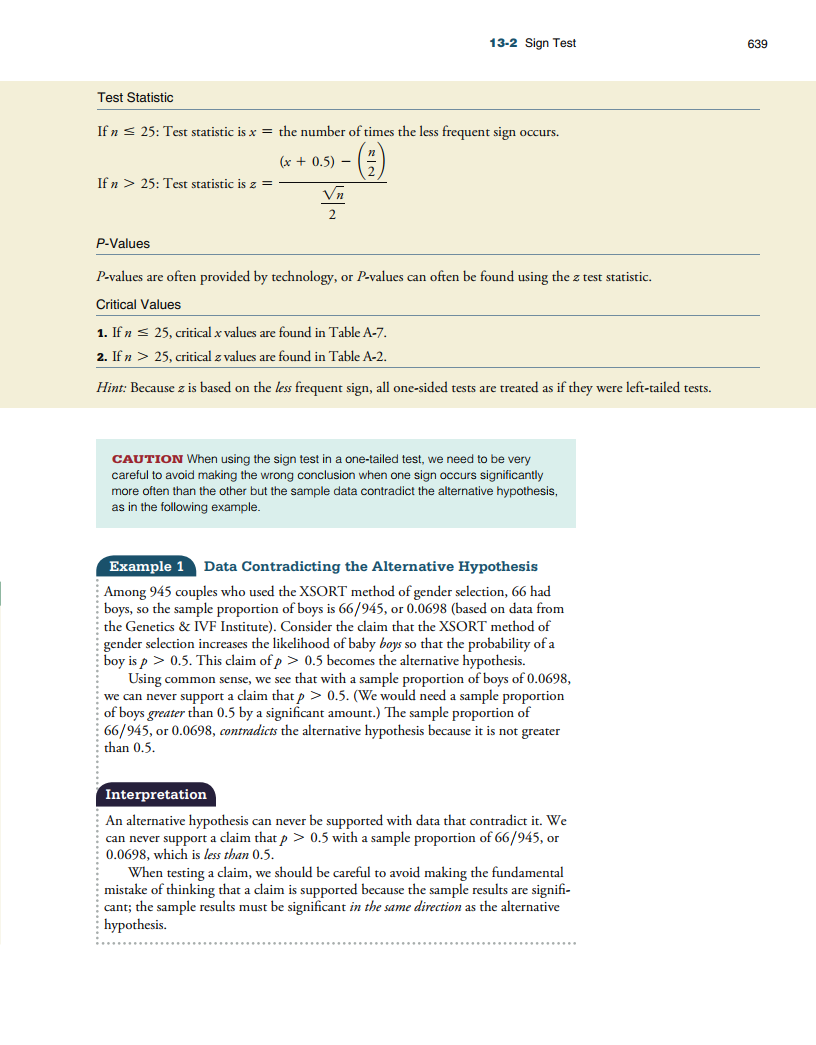 13-2 Sign Test 639
Test Statistic
If n ≤ 25: Test statistic is x = the number of times the less frequent sign occurs.
If n > 25: Test statistic is z = ((x + 0.5) − (n/2)) / (√n/2)
P-Values
P-values are often provided by technology, or P-values can often be found using the z test statistic.
Critical Values
1. If n ≤ 25, critical x values are found in Table A-7.
2. If n > 25, critical z values are found in Table A-2.
Hint: Because z is based on the less frequent sign, all one-sided tests are treated as if they were left-tailed tests.
CAUTION When using the sign test in a one-tailed test, we need to be very
careful to avoid making the wrong conclusion when one sign occurs significantly
more often than the other but the sample data contradict the alternative hypothesis,
as in the following example.
Example 1 Data Contradicting the Alternative Hypothesis
Among 945 couples who used the XSORT method of gender selection, 66 had
boys, so the sample proportion of boys is 66/945, or 0.0698 (based on data from
the Genetics & IVF Institute). Consider the claim that the XSORT method of
gender selection increases the likelihood of baby boys so that the probability of a
boy is p > 0.5. This claim of p > 0.5 becomes the alternative hypothesis.
Using common sense, we see that with a sample proportion of boys of 0.0698,
we can never support a claim that p > 0.5. (We would need a sample proportion
of boys greater than 0.5 by a significant amount.) The sample proportion of
66/945, or 0.0698, contradicts the alternative hypothesis because it is not greater
than 0.5.
Interpretation
An alternative hypothesis can never be supported with data that contradict it. We
can never support a claim that p > 0.5 with a sample proportion of 66/945, or
0.0698, which is less than 0.5.
When testing a claim, we should be careful to avoid making the fundamental
mistake of thinking that a claim is supported because the sample results are signifi-
cant; the sample results must be significant in the same direction as the alternative
hypothesis.